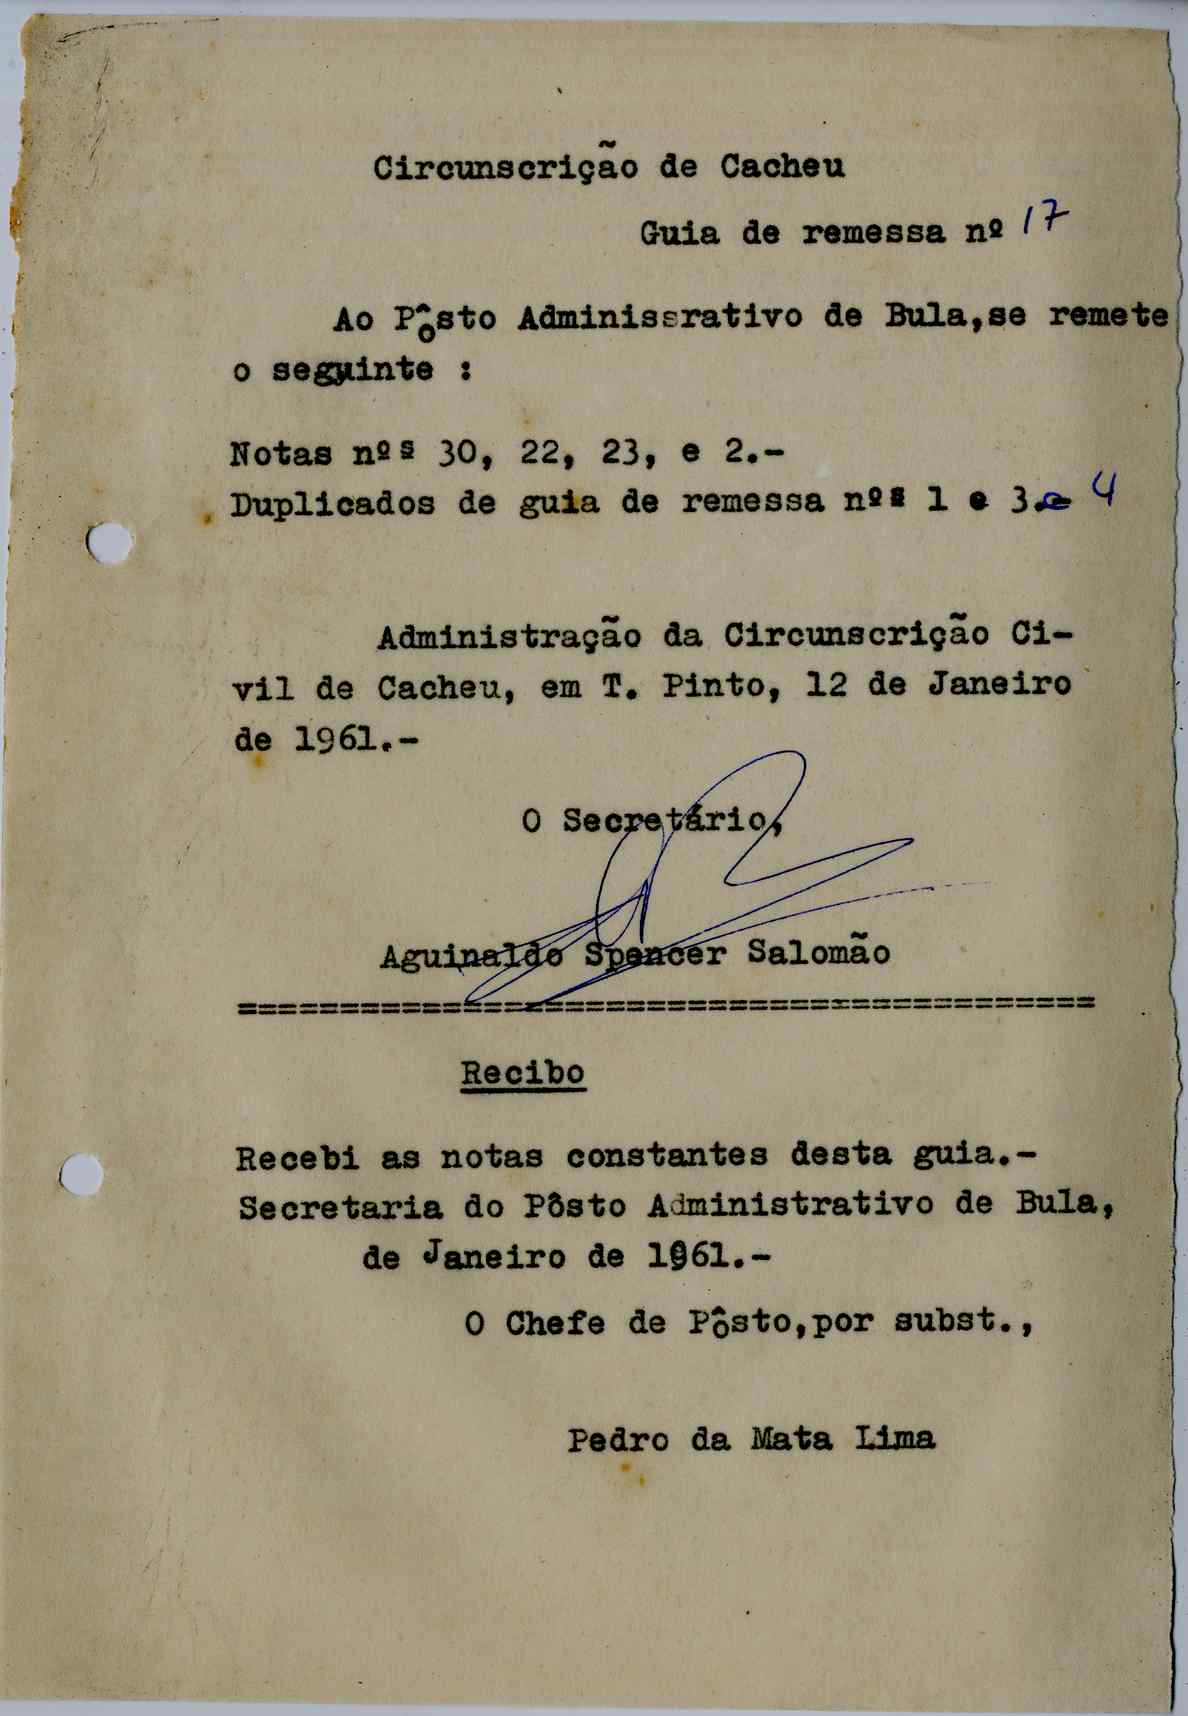 Circunscrição de Cacheu
Guia de remessa nº 17
Ao Pôsto Adminissrativo de Bula,se remete
o seguinte :
Notas nºs 30, 22, 23, e 2.-
Duplicados de guia de remessa nºs 1 e 3.e 4
Administração da Circunscrição Ci-
vil de Cacheu, em T. Pinto, 12 de Janeiro
de 1961.-
O Secretário,
Aguinaldo Spencer Salomão
==========================================
Recibo
Recebi as notas constantes desta guia.-
Secretaria do Pôsto Administrativo de Bula,
de Janeiro de 1961.-
O Chefe de Pôsto,por subst.,
Pedro da Mata Lima